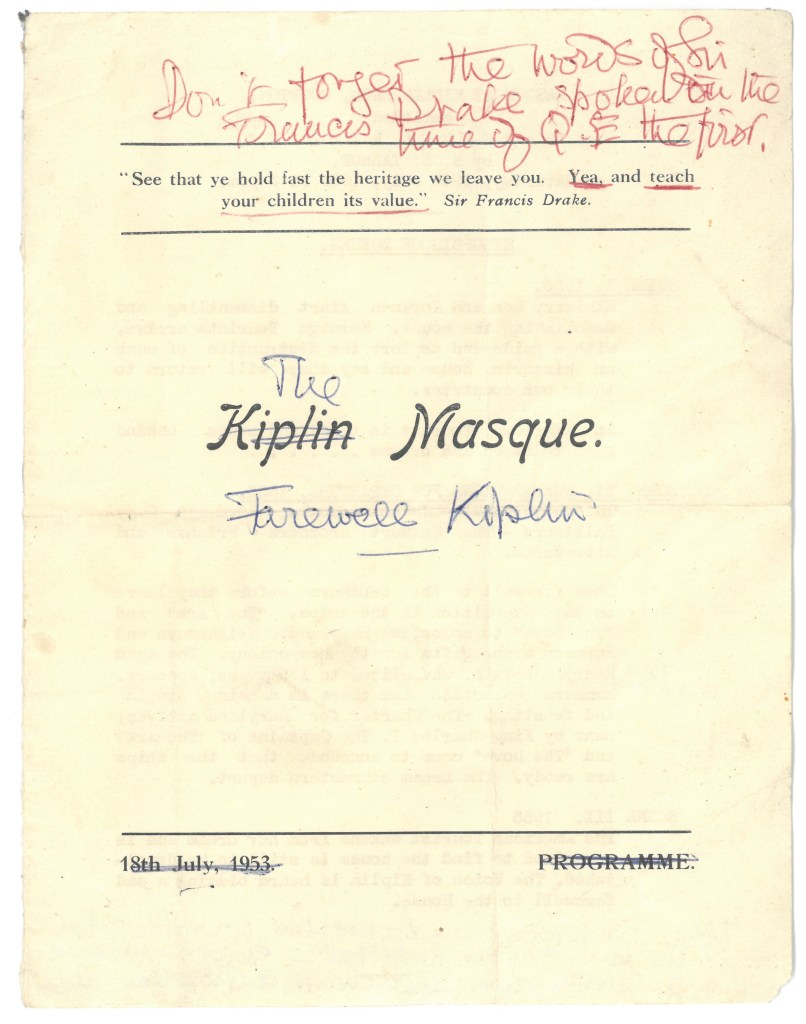 Don't forget the words of Sir
Francis Drake spoken in the
time of Q.E the first.
"See that ye hold fast the heritage we leave you. Yea, and teach
your children its value." Sir Francis Drake.
The
Kiplin Masque.
Farewell Kiplin
18th July, 1953. PROGRAMME.